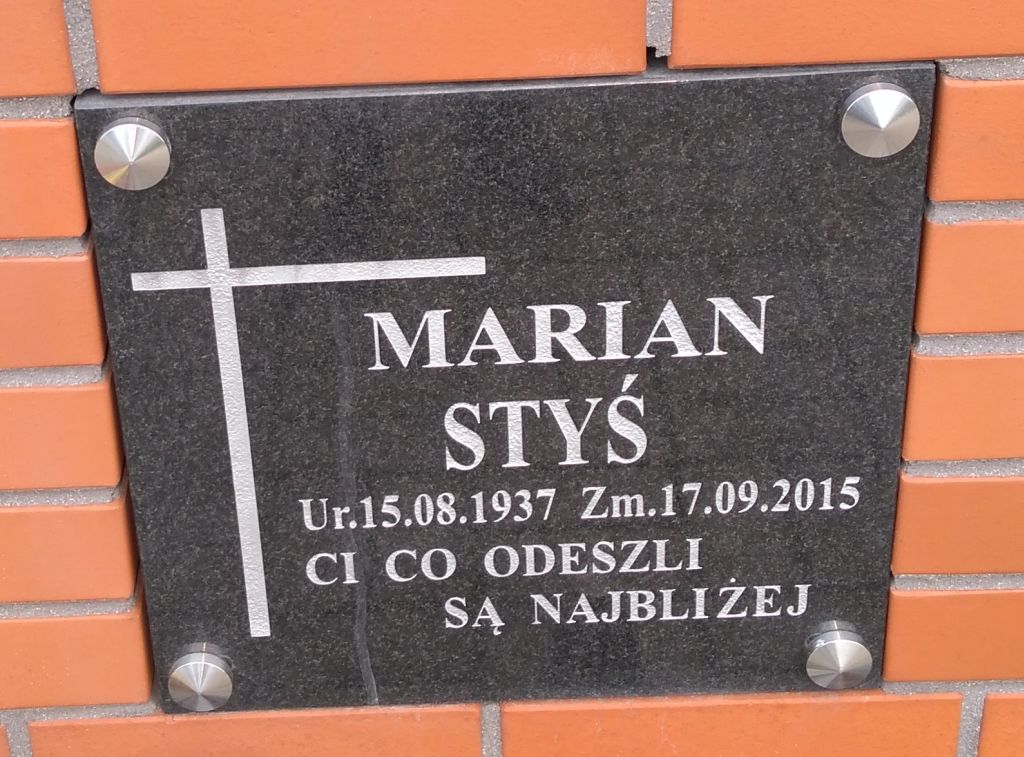 MARIAN
STYŚ
Ur.15.08.1937 Zm.17.09.2015
CI CO ODESZLI
SĄ NAJBLIŻEJ